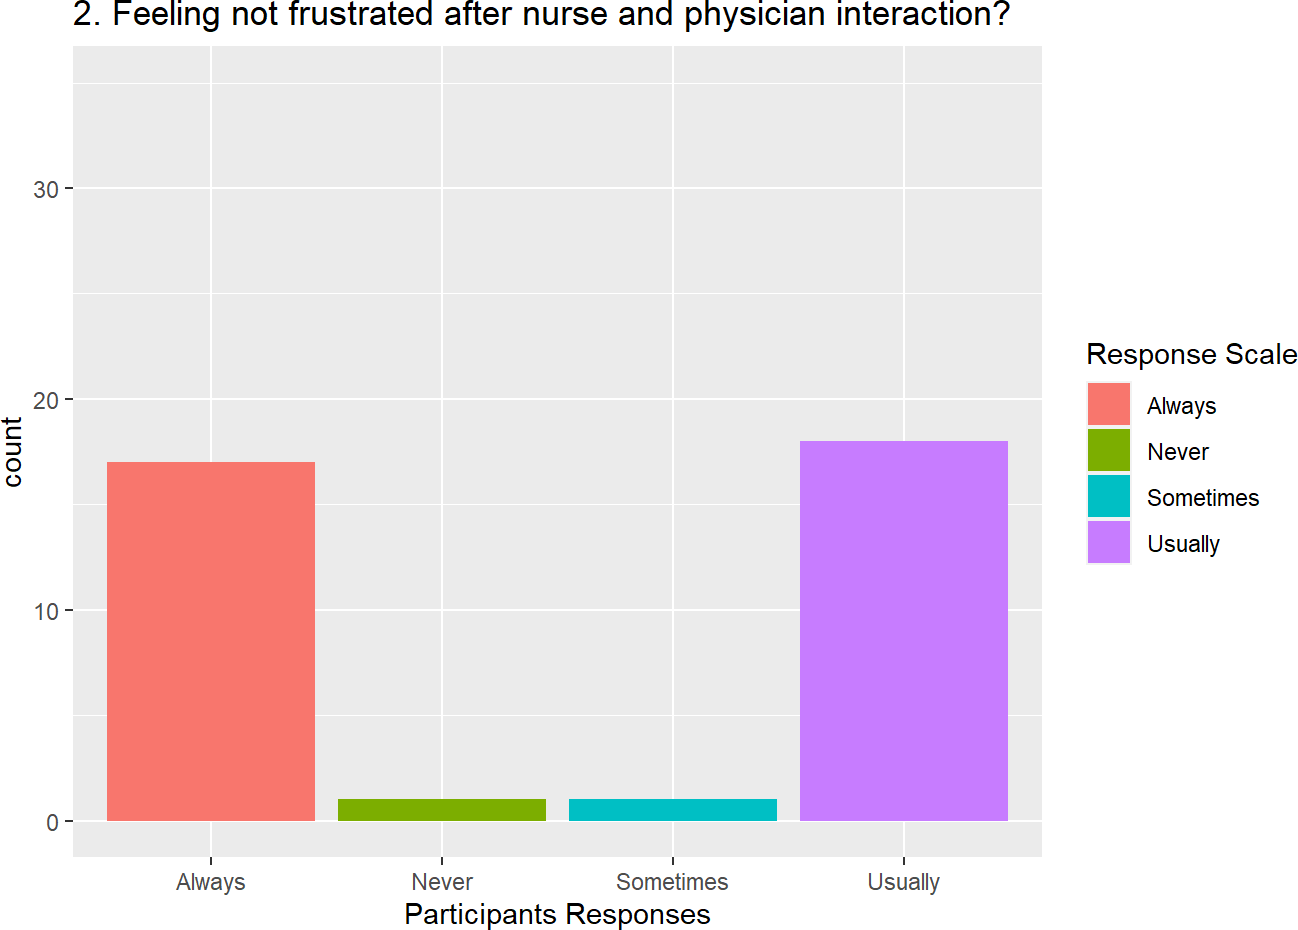 2. Feeling not frustrated after nurse and physician interaction?
30
20
10
0
count
Always
Never
Sometimes
Usually
Participants Responses
Response Scale
Always
Never
Sometimes
Usually